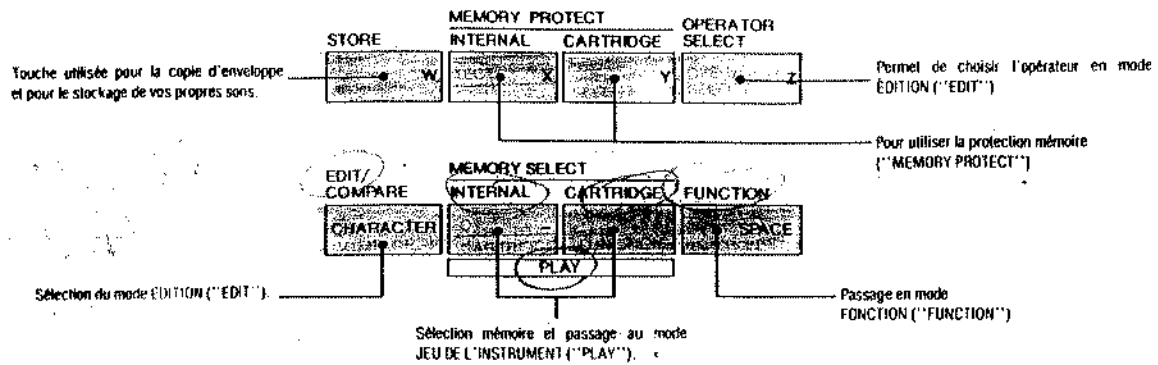 MEMORY PROTECT
OPERATOR
STORE INTERNAL CARTRIDGE SELECT
Touche utilisée pour la copie d'enveloppe
et pour le stockage de vos propres sons.
W X Y Z
Permet de choisir l'opérateur en mode
ÉDITION (''EDIT'')
Pour utiliser la protection mémoire
(''MEMORY PROTECT'')
EDIT/
COMPARE
MEMORY SELECT
INTERNAL CARTRIDGE FUNCTION
CHARACTER – SPACE
PLAY
Sélection du mode ÉDITION (''EDIT'').
Passage en mode
FONCTION (''FUNCTION'')
Sélection mémoire et passage au mode
JEU DE L'INSTRUMENT (''PLAY'').